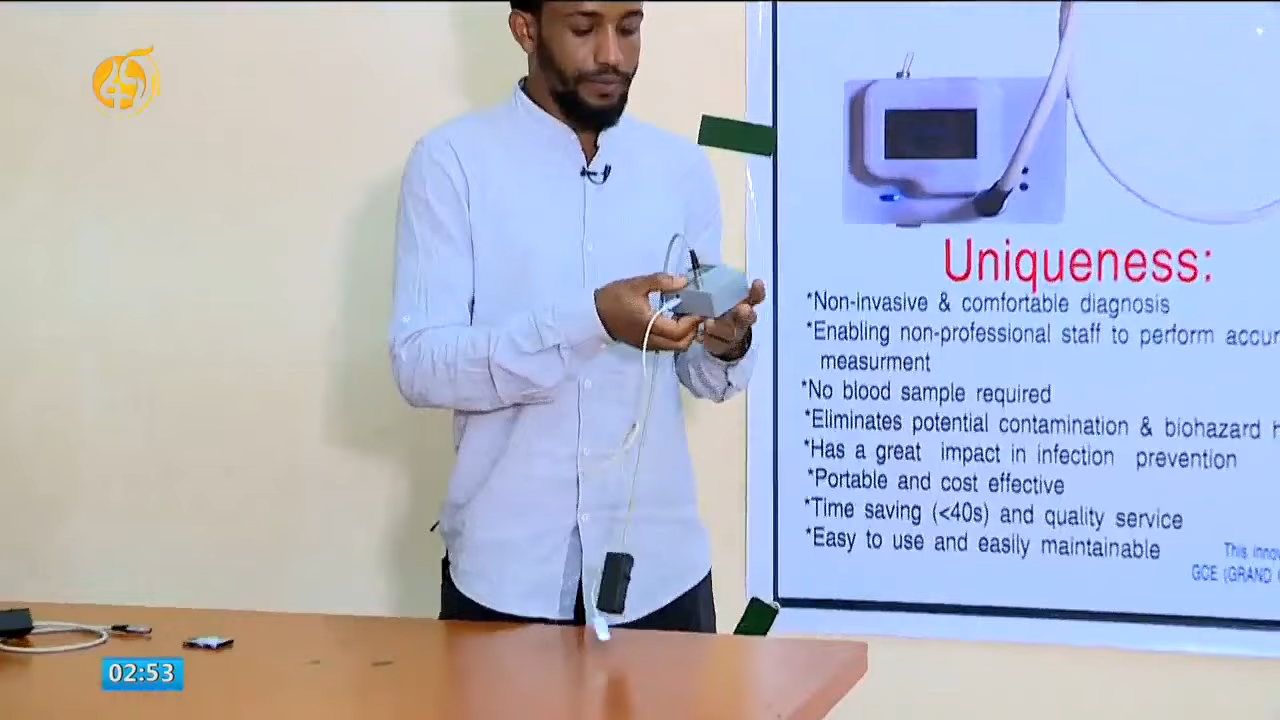 Uniqueness:
*Non-invasive & comfortable diagnosis
*Enabling non-professional staff to perform
measurment
*No blood sample required
*Eliminates potential contamination & biohazard
*Has a great impact in infection prevention
*Portable and cost effective
*Time saving (<40s) and quality service
*Easy to use and easily maintainable
This
GCE (GRAND
02:53